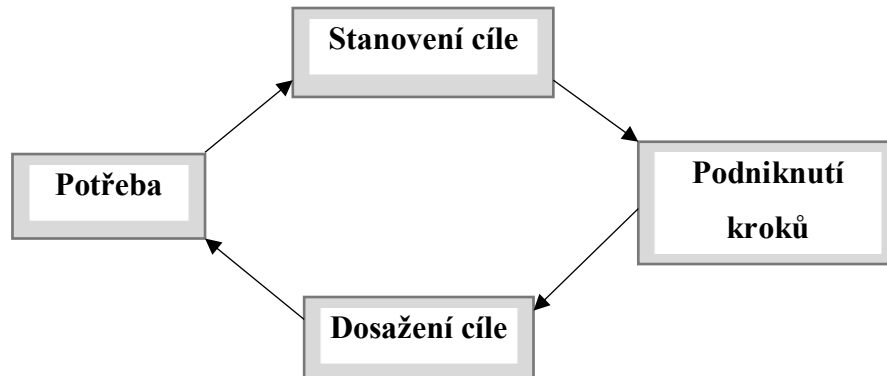 Stanovení cíle
Potřeba
Podniknutí
kroků
Dosažení cíle